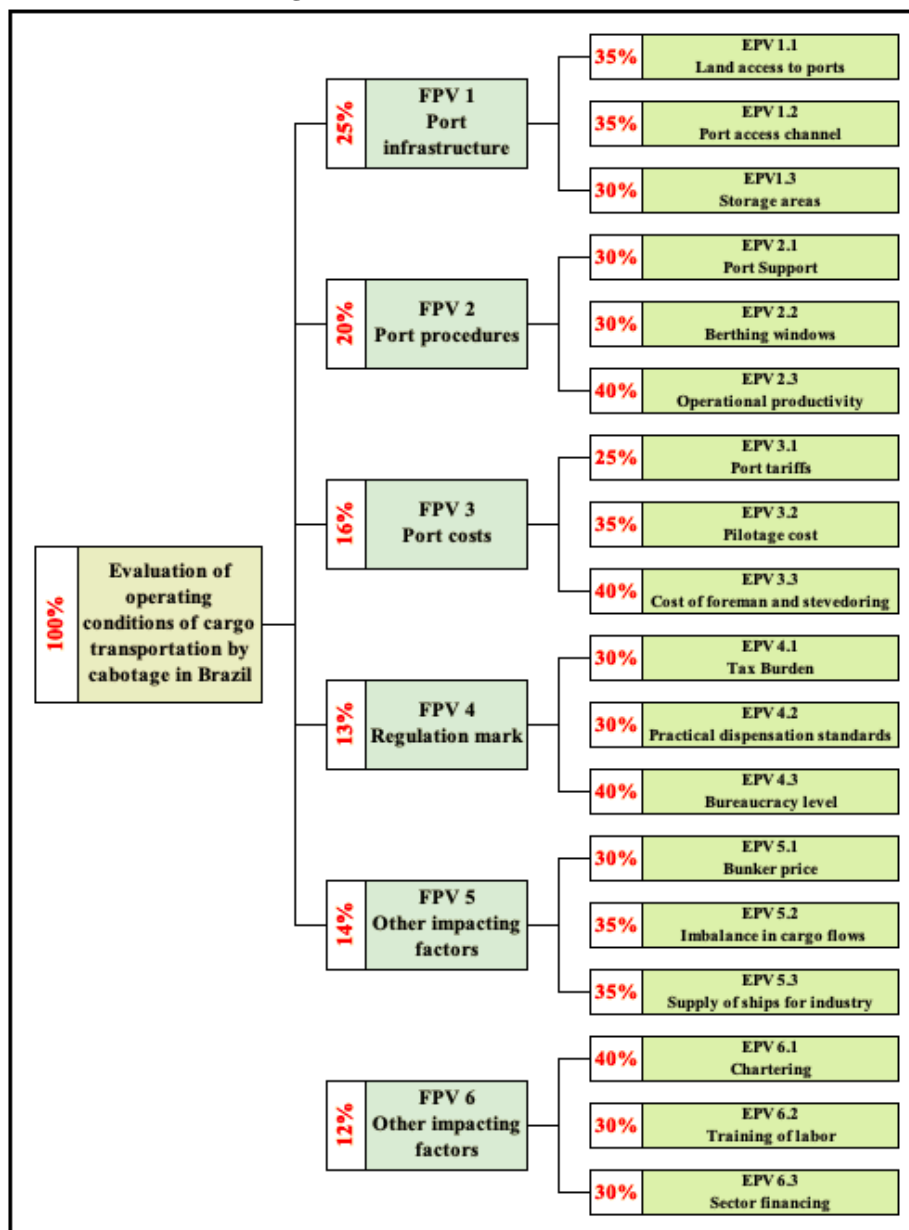 100%
Evaluation of
operating
conditions of cargo
transportation by
cabotage in Brazil
25%
FPV 1
Port
infrastructure
35%
EPV 1.1
Land access to ports
35%
EPV 1.2
Port access channel
30%
EPV1.3
Storage areas
20%
FPV 2
Port procedures
30%
EPV 2.1
Port Support
30%
EPV 2.2
Berthing windows
40%
EPV 2.3
Operational productivity
16%
FPV 3
Port costs
25%
EPV 3.1
Port tariffs
35%
EPV 3.2
Pilotage cost
40%
EPV 3.3
Cost of foreman and stevedoring
13%
FPV 4
Regulation mark
30%
EPV 4.1
Tax Burden
30%
EPV 4.2
Practical dispensation standards
40%
EPV 4.3
Bureaucracy level
14%
FPV 5
Other impacting
factors
30%
EPV 5.1
Bunker price
35%
EPV 5.2
Imbalance in cargo flows
35%
EPV 5.3
Supply of ships for industry
12%
FPV 6
Other impacting
factors
40%
EPV 6.1
Chartering
30%
EPV 6.2
Training of labor
30%
EPV 6.3
Sector financing